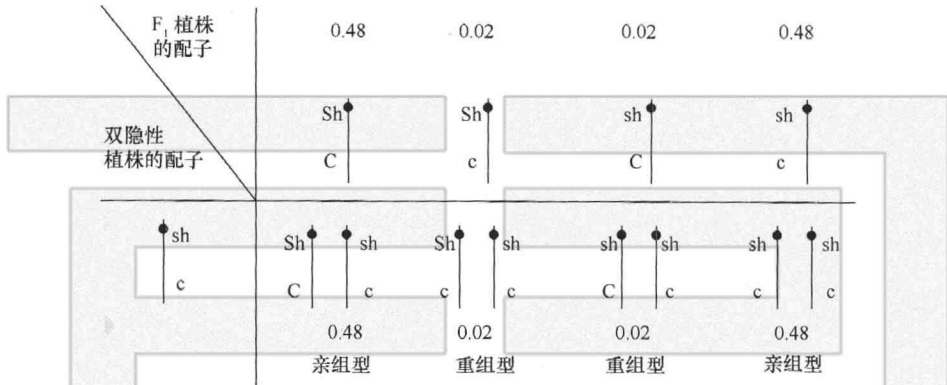 F₁ 植株
的配子
0.48 0.02 0.02 0.48
双隐性
植株的配子
Sh Sh sh sh
C c C c
sh Sh sh Sh sh sh sh sh sh
c C c c c C c c c
0.48 0.02 0.02 0.48
亲组型 重组型 重组型 亲组型